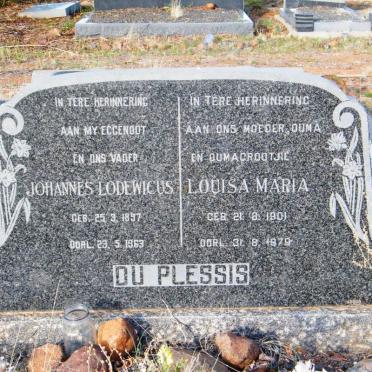 IN TERE HERINNERING
AAN MY EGGENOOT
EN ONS VADER
JOHANNES LODEWICUS
GEB. 25. 9. 1897
OORL. 23. 5. 1963
IN TERE HERINNERING
AAN ONS MOEDER, OUMA
EN OUMAGROOTJIE
LOUISA MARIA
GEB. 21. 8. 1901
OORL. 31. 8. 1979
DU PLESSIS